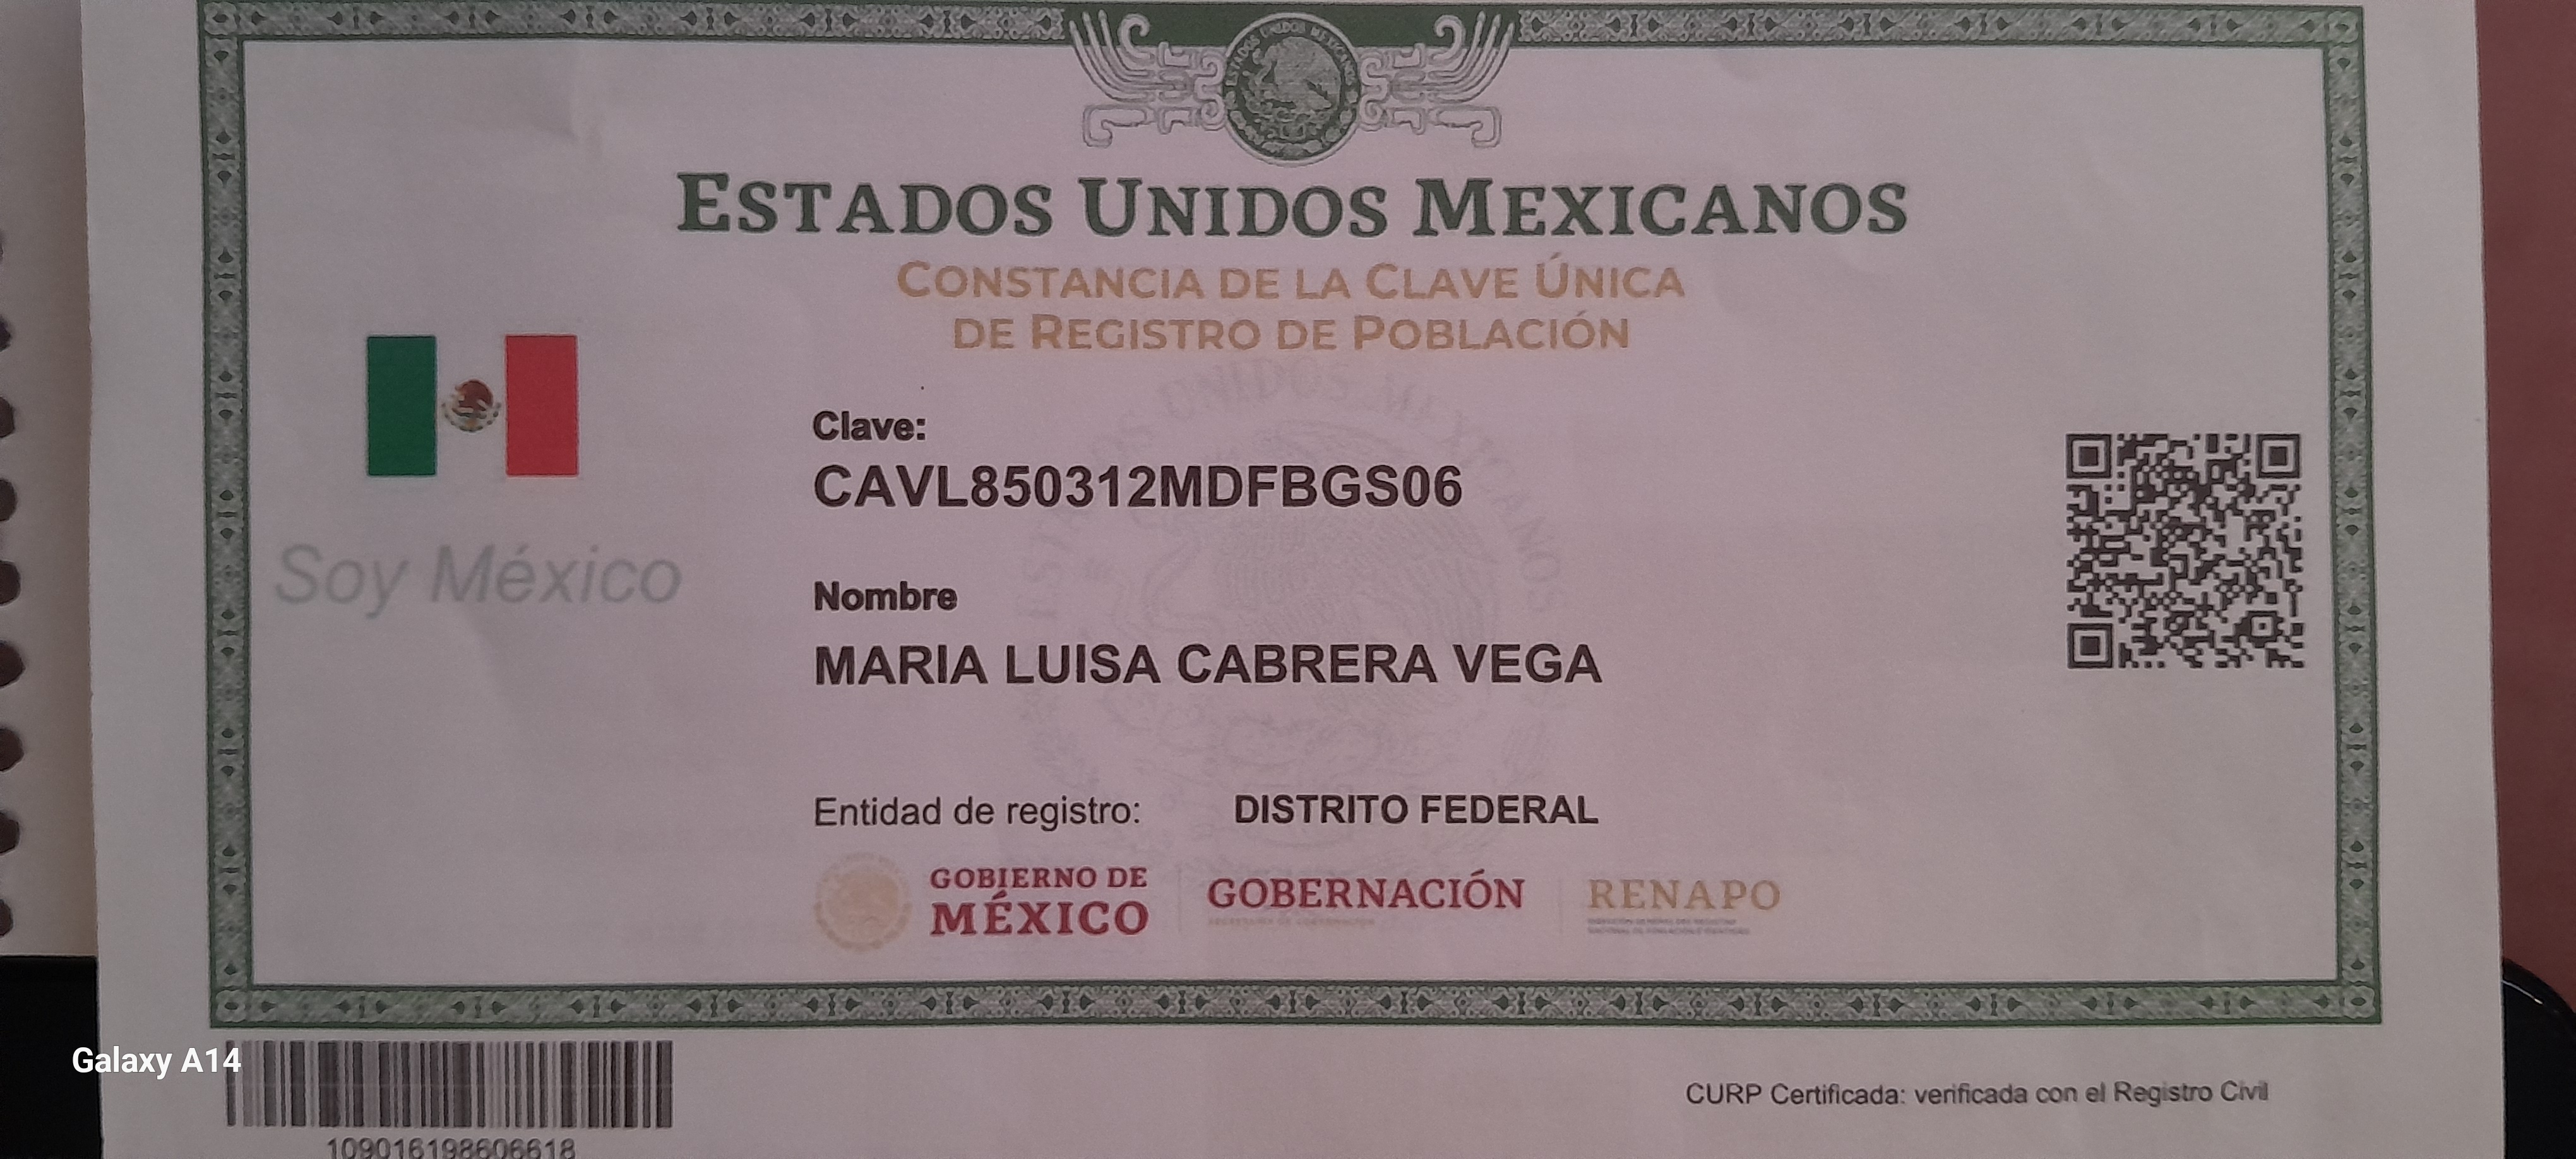 ESTADOS UNIDOS MEXICANOS
CONSTANCIA DE LA CLAVE ÚNICA
DE REGISTRO DE POBLACIÓN
Clave:
CAVL850312MDFBGS06
Soy México
Nombre
MARIA LUISA CABRERA VEGA
Entidad de registro: DISTRITO FEDERAL
GOBIERNO DE
MÉXICO
GOBERNACIÓN
RENAPO
Galaxy A14
CURP Certificada: verificada con el Registro Civil
109016198606618